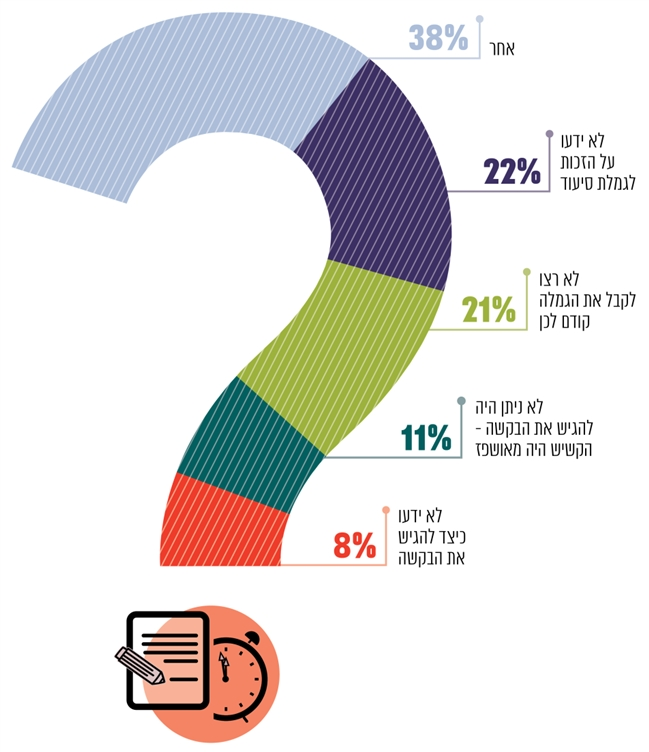 38%
אחר
22%
לא ידעו
על הזכות
לגמלת סיעוד
21%
לא רצו
לקבל את הגמלה
קודם לכן
11%
לא ניתן היה
להגיש את הבקשה -
הקשיש היה מאושפז
8%
לא ידעו
כיצד להגיש
את הבקשה